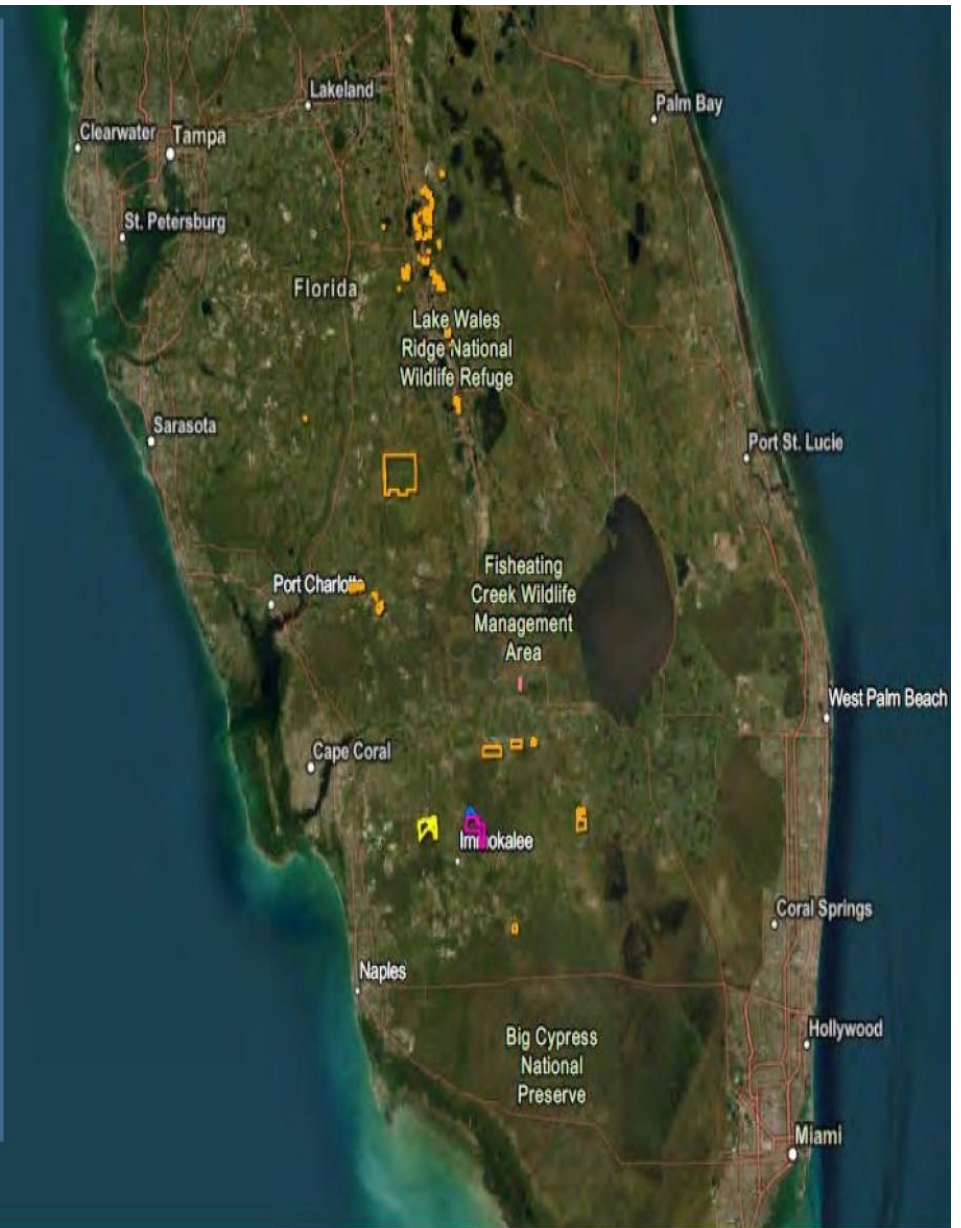 Lakeland
Palm Bay
Clearwater
Tampa
St. Petersburg
Florida
Lake Wales
Ridge National
Wildlife Refuge
Sarasota
Port St. Lucie
Fisheating
Creek Wildlife
Management
Area
Port Charlotte
West Palm Beach
Cape Coral
Immokalee
Coral Springs
Naples
Hollywood
Big Cypress
National
Preserve
Miami